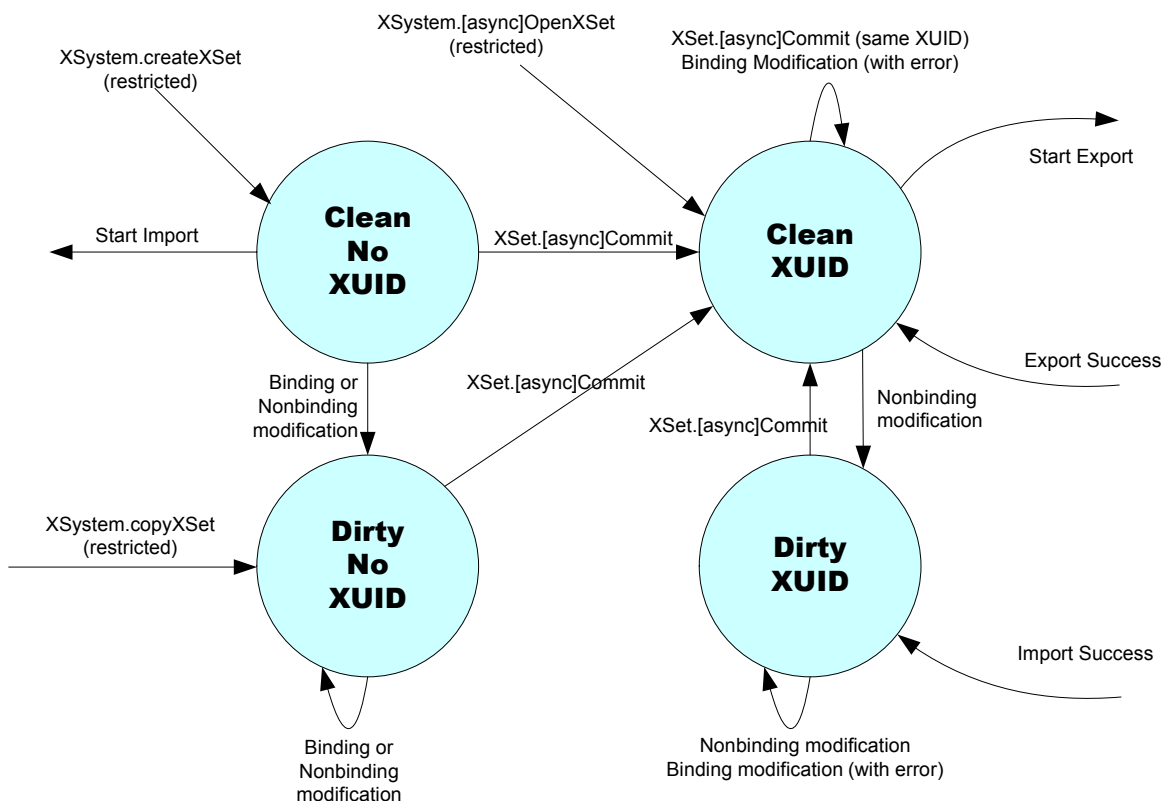 XSystem.[async]OpenXSet
(restricted)
XSet.[async]Commit (same XUID)
Binding Modification (with error)
XSystem.createXSet
(restricted)
Start Export
Clean
No
XUID
Clean
XUID
Start Import
XSet.[async]Commit
Binding or
Nonbinding
modification
XSet.[async]Commit
Export Success
Nonbinding
modification
XSet.[async]Commit
XSystem.copyXSet
(restricted)
Dirty
No
XUID
Dirty
XUID
Import Success
Binding or
Nonbinding
modification
Nonbinding modification
Binding modification (with error)